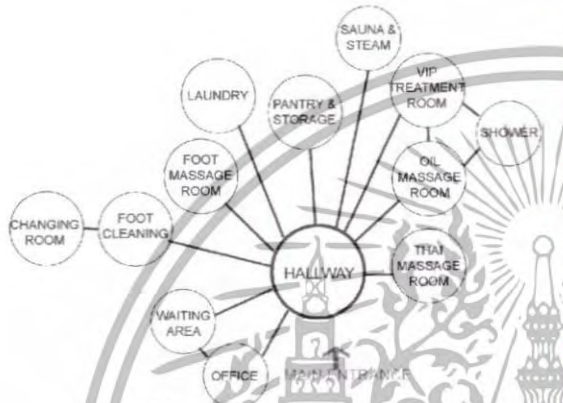 SAUNA &
STEAM
VIP
TREATMENT
ROOM
LAUNDRY
PANTRY &
STORAGE
SHOWER
FOOT
MASSAGE
ROOM
OIL
MASSAGE
ROOM
CHANGING
ROOM
FOOT
CLEANING
HALLWAY
THAI
MASSAGE
ROOM
WAITING
AREA
OFFICE
MAIN ENTRANCE